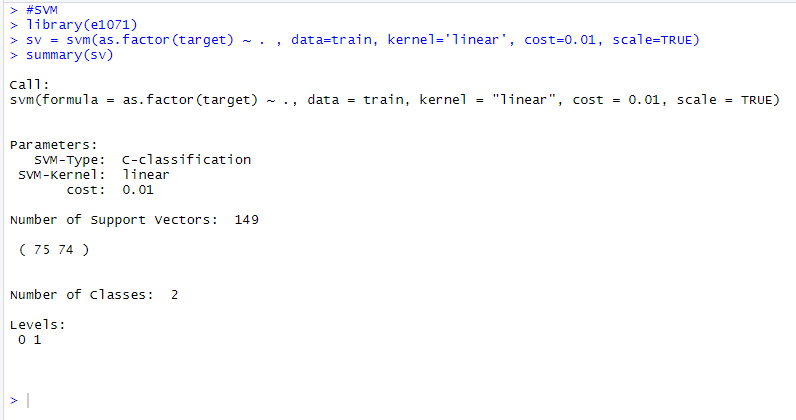 > #SVM
> library(e1071)
> sv = svm(as.factor(target) ~ . , data=train, kernel='linear', cost=0.01, scale=TRUE)
> summary(sv)
Call:
svm(formula = as.factor(target) ~ ., data = train, kernel = "linear", cost = 0.01, scale = TRUE)
Parameters:
SVM-Type:  C-classification
SVM-Kernel:  linear
cost:  0.01
Number of Support Vectors:  149
( 75 74 )
Number of Classes:  2
Levels:
0 1
>